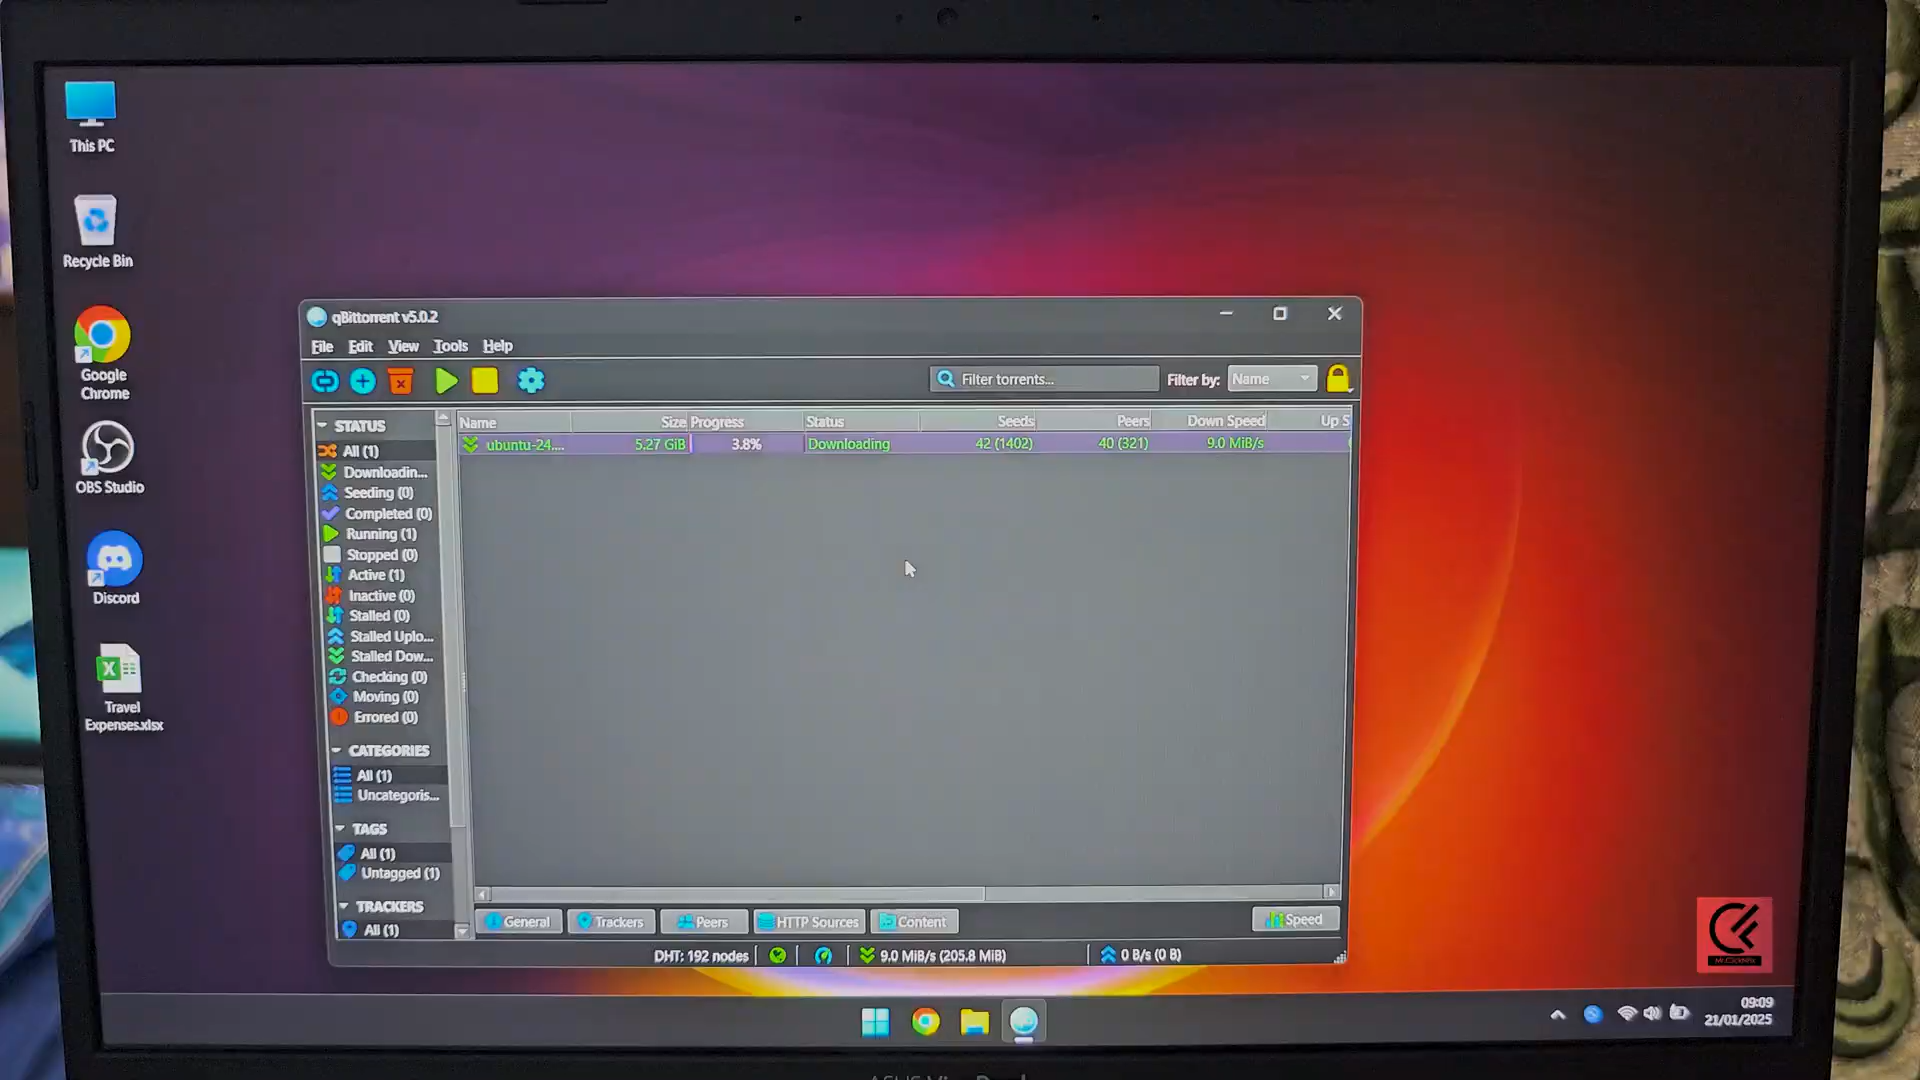 This PC
Recycle Bin
Google
Chrome
OBS Studio
Discord
Travel
Expenses.xlsx
qBittorrent v5.0.2
File Edit View Tools Help
Filter torrents... Filter by: Name
STATUS
All (1)
Downloadin...
Seeding (0)
Completed (0)
Running (1)
Stopped (0)
Active (1)
Inactive (0)
Stalled (0)
Stalled Uplo...
Stalled Dow...
Checking (0)
Moving (0)
Errored (0)
CATEGORIES
All (1)
Uncategoris...
TAGS
All (1)
Untagged (1)
TRACKERS
All (1)
Name Size Progress Status Seeds Peers Down Speed Up S
ubuntu-24.... 5.27 GiB 3.8% Downloading 42 (1402) 40 (321) 9.0 MiB/s
General Trackers Peers HTTP Sources Content Speed
DHT: 192 nodes 9.0 MiB/s (205.8 MiB) 0 B/s (0 B)
09:09
21/01/2025